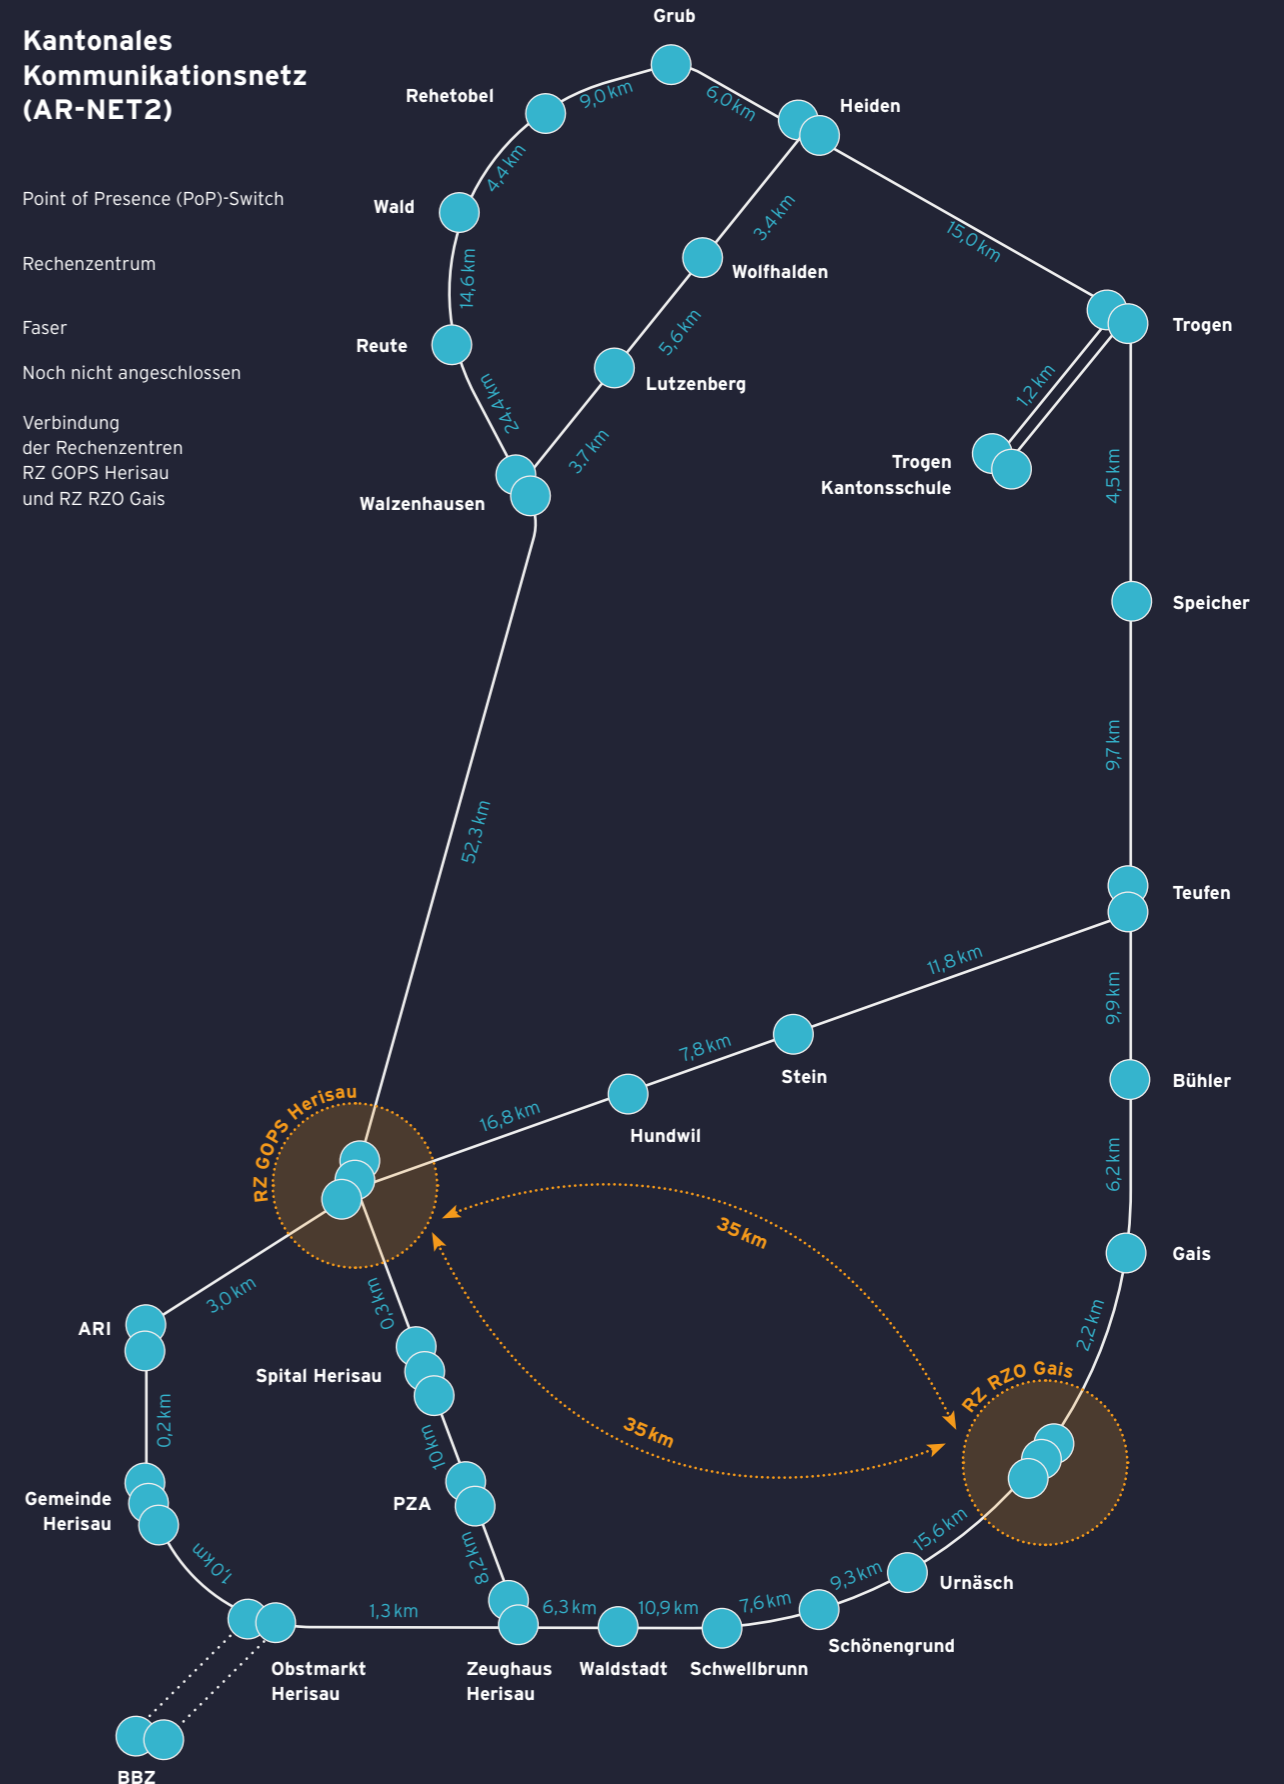 Kantonales
Kommunikationsnetz
(AR-NET2)
Point of Presence (PoP)-Switch
Rechenzentrum
Faser
Noch nicht angeschlossen
Verbindung
der Rechenzentren
RZ GOPS Herisau
und RZ RZO Gais
Grub
Rehetobel
9,0 km
6,0 km
Heiden
4,4 km
Wald
3.4 km
15,0 km
14,6 km
Wolfhalden
Reute
5,6 km
Trogen
24,4 km
Lutzenberg
1,2 km
3.7 km
Trogen
Kantonsschule
4,5 km
Walzenhausen
Speicher
9,7 km
52,3 km
Teufen
11,8 km
9,9 km
7,8 km
Stein
Bühler
16,8 km
Hundwil
RZ GOPS Herisau
6,2 km
35 km
Gais
3,0 km
0,3 km
ARI
2,2 km
Spital Herisau
RZ RZO Gais
0,2 km
10 km
35 km
Gemeinde
Herisau
PZA
15,6 km
1,0 km
8,2 km
9,3 km
Urnäsch
1,3 km
6,3 km
10,9 km
7,6 km
Schönengrund
Obstmarkt
Herisau
Zeughaus
Herisau
Waldstadt
Schwellbrunn
BBZ